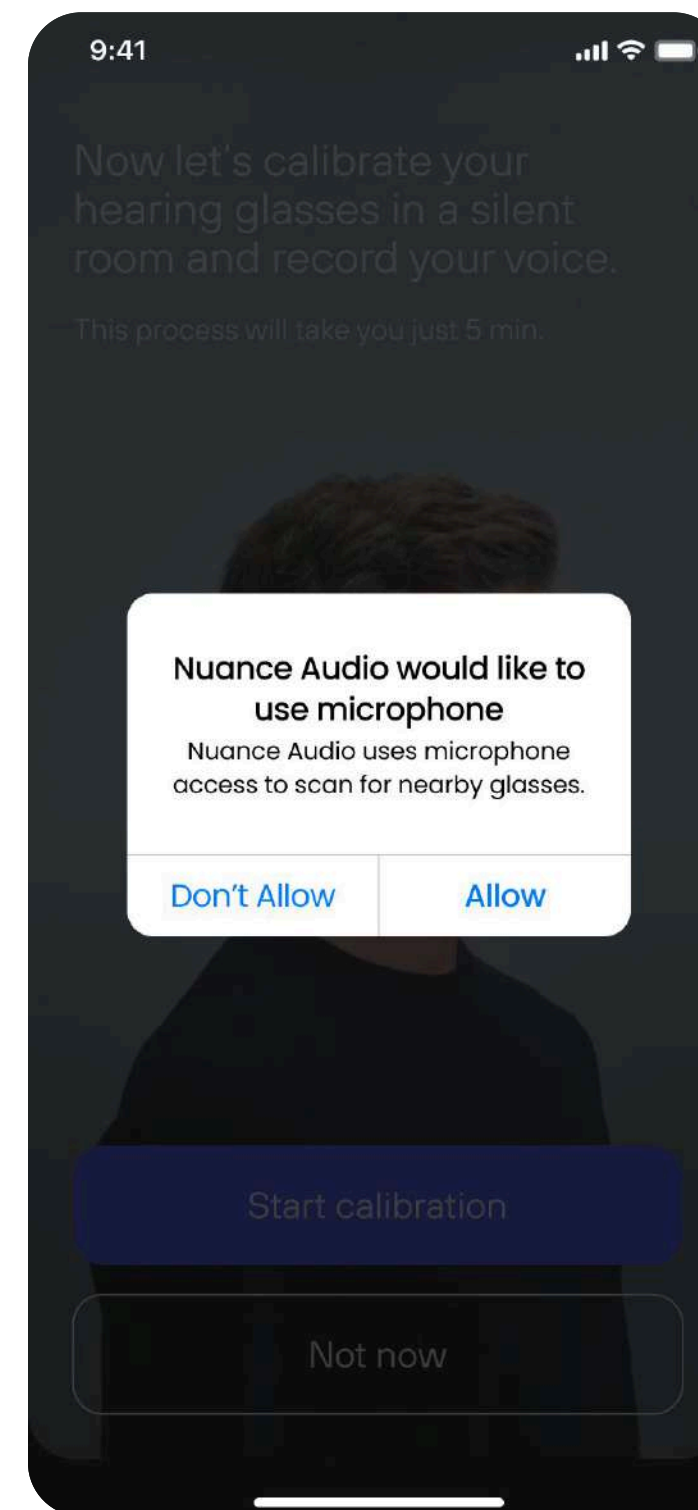 9:41
Now let's calibrate your
hearing glasses in a silent
room and record your voice.
This process will take you just 5 min.
Nuance Audio would like to
use microphone
Nuance Audio uses microphone
access to scan for nearby glasses.
Don't Allow
Allow
Start calibration
Not now